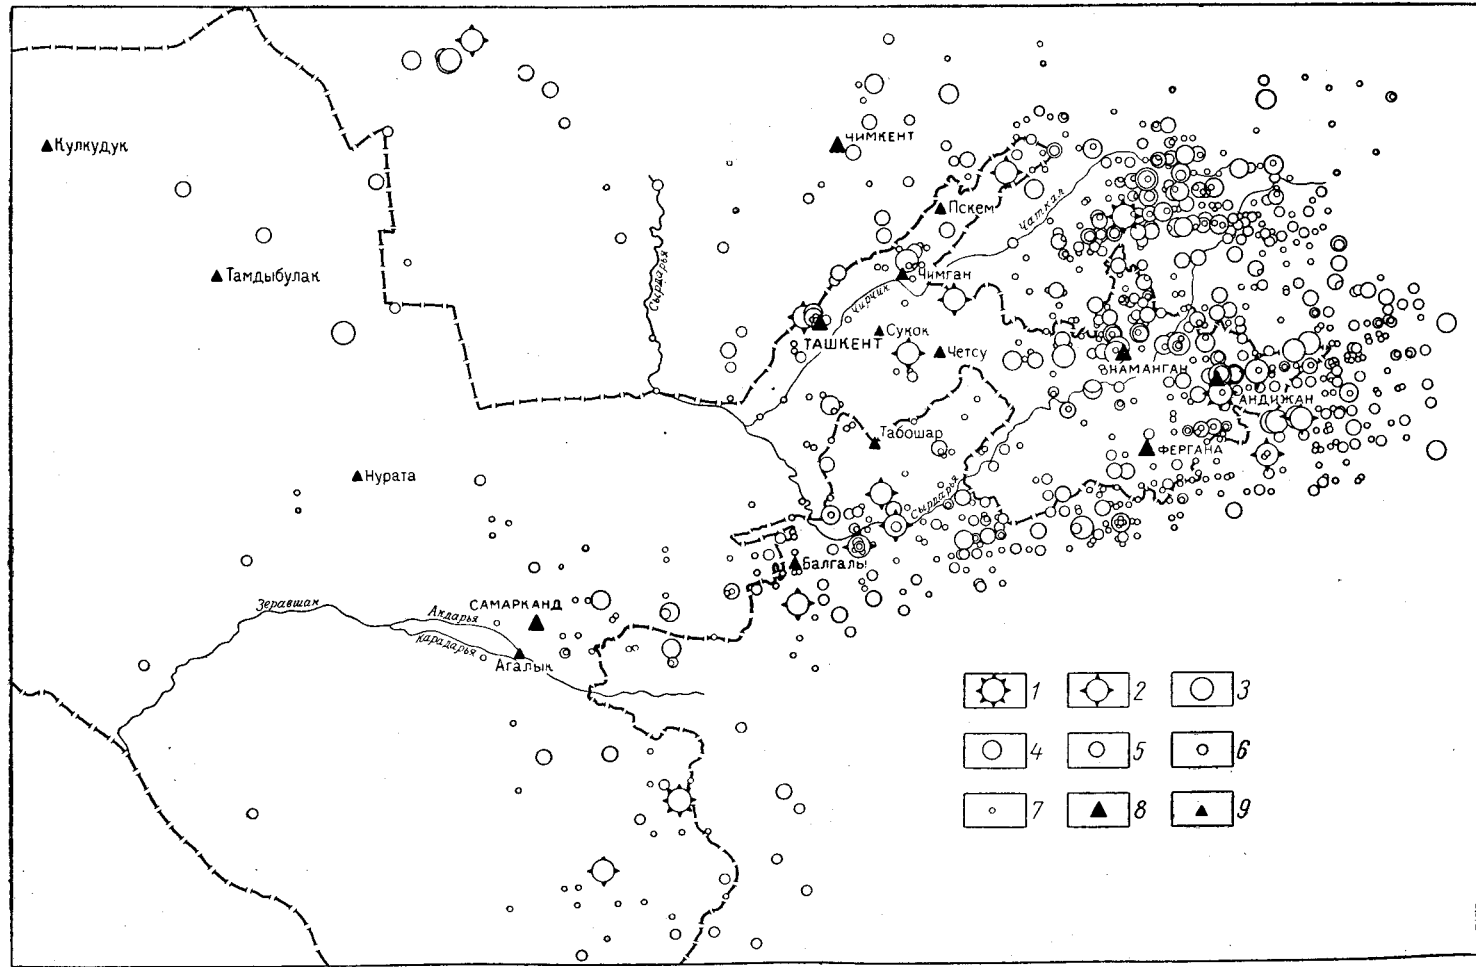 ЧИМКЕНТ
Кулкудук
Пскем
Чаткал
Тамдыбулак
Сырдарья
Чимган
Чирчик
Сукок
ТАШКЕНТ
Четсу
НАМАНГАН
АНДИЖАН
Табошар
ФЕРГАНА
Нурата
Сырдарья
Балгалы
Зеравшан
Акдарья
САМАРКАНД
Карадарья
Агалык
1 2 3
4 5 6
7 8 9